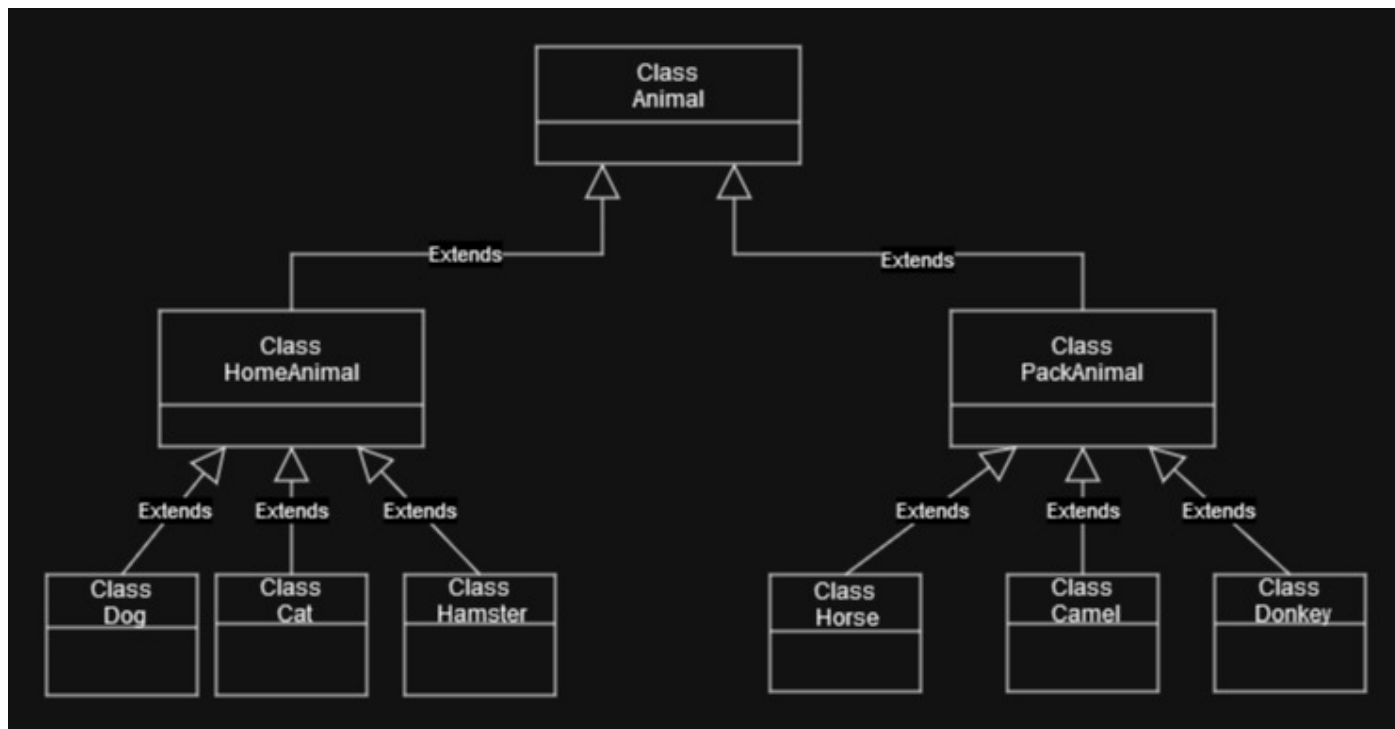 Class
Animal
Extends
Extends
Class
HomeAnimal
Class
PackAnimal
Extends
Extends
Extends
Extends
Extends
Extends
Class
Dog
Class
Cat
Class
Hamster
Class
Horse
Class
Camel
Class
Donkey